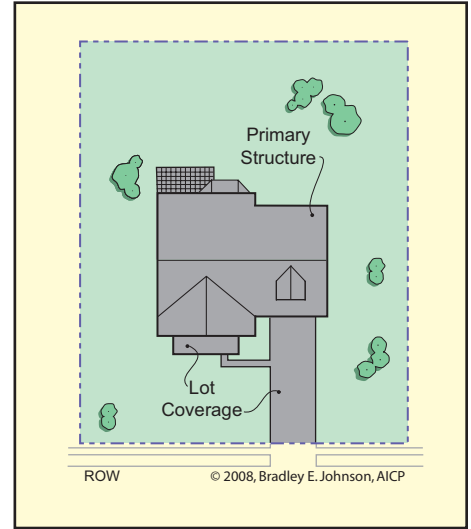 Primary
Structure
Lot
Coverage
ROW
© 2008, Bradley E. Johnson, AICP